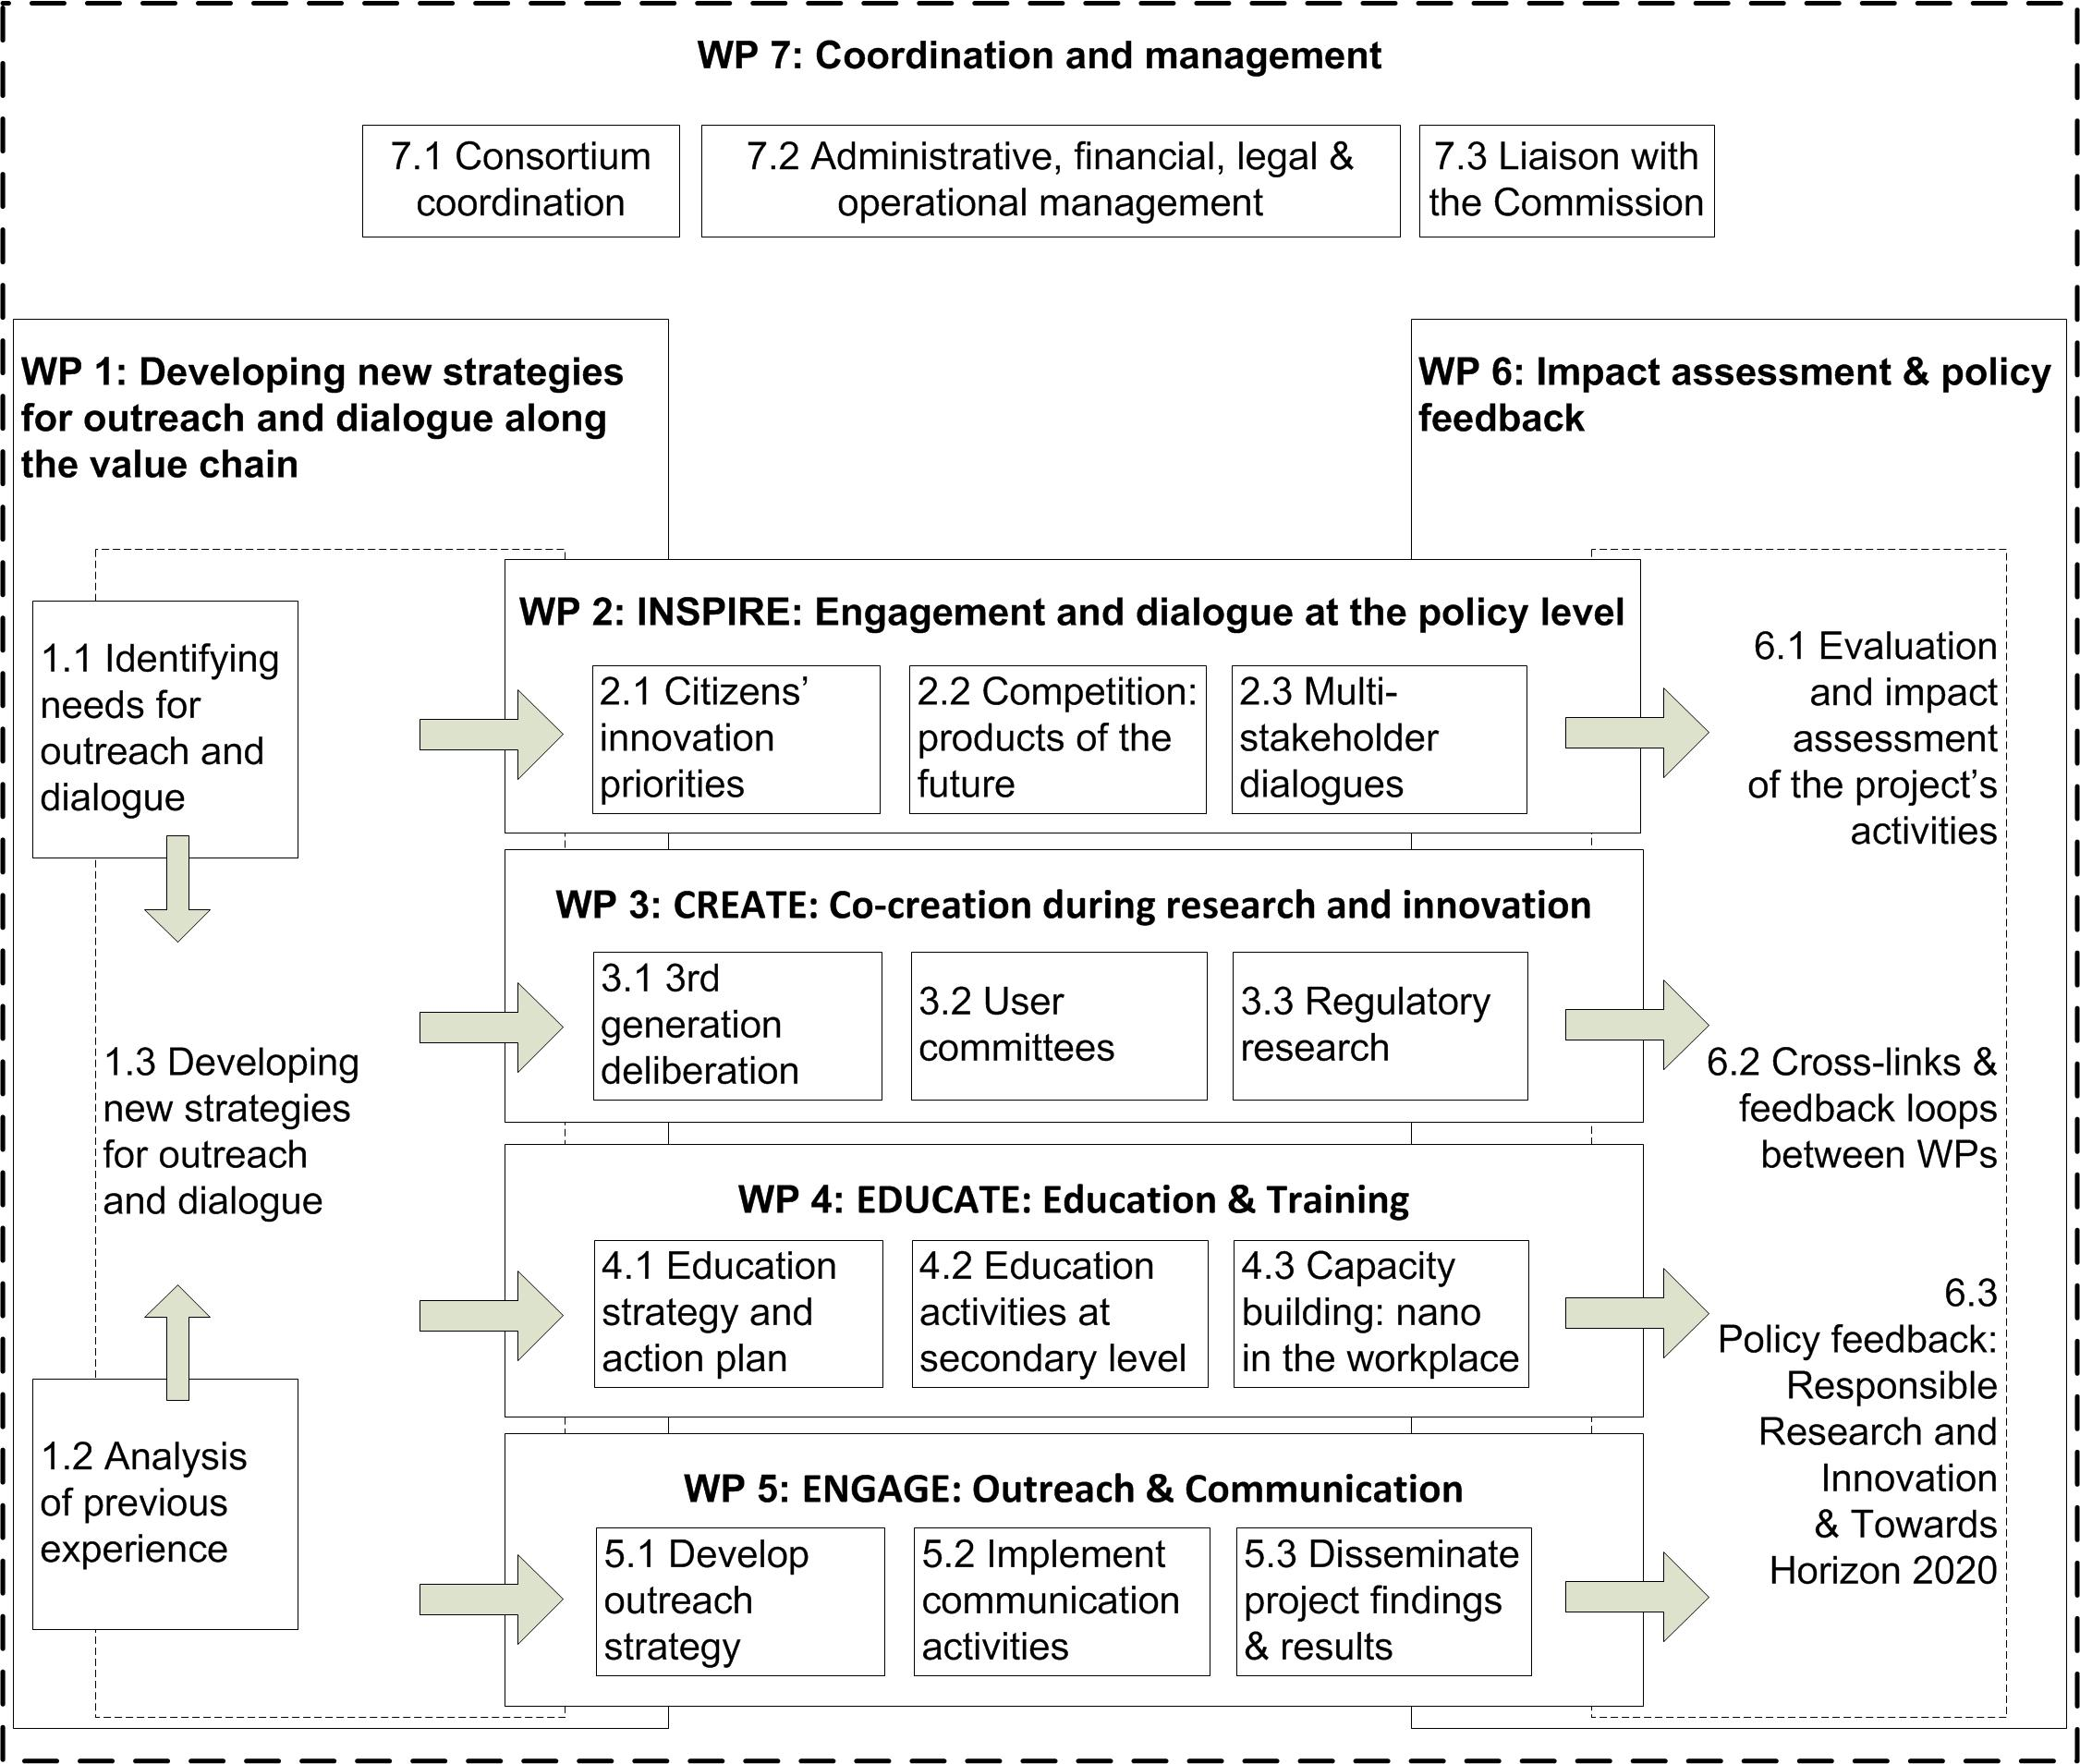 WP 7: Coordination and management
7.1 Consortium
coordination
7.2 Administrative, financial, legal &
operational management
7.3 Liaison with
the Commission
WP 1: Developing new strategies
for outreach and dialogue along
the value chain
1.1 Identifying
needs for
outreach and
dialogue
1.3 Developing
new strategies
for outreach
and dialogue
1.2 Analysis
of previous
experience
WP 2: INSPIRE: Engagement and dialogue at the policy level
2.1 Citizens’
innovation
priorities
2.2 Competition:
products of the
future
2.3 Multi-
stakeholder
dialogues
WP 3: CREATE: Co-creation during research and innovation
3.1 3rd
generation
deliberation
3.2 User
committees
3.3 Regulatory
research
WP 4: EDUCATE: Education & Training
4.1 Education
strategy and
action plan
4.2 Education
activities at
secondary level
4.3 Capacity
building: nano
in the workplace
WP 5: ENGAGE: Outreach & Communication
5.1 Develop
outreach
strategy
5.2 Implement
communication
activities
5.3 Disseminate
project findings
& results
WP 6: Impact assessment & policy
feedback
6.1 Evaluation
and impact
assessment
of the project’s
activities
6.2 Cross-links &
feedback loops
between WPs
6.3
Policy feedback:
Responsible
Research and
Innovation
& Towards
Horizon 2020